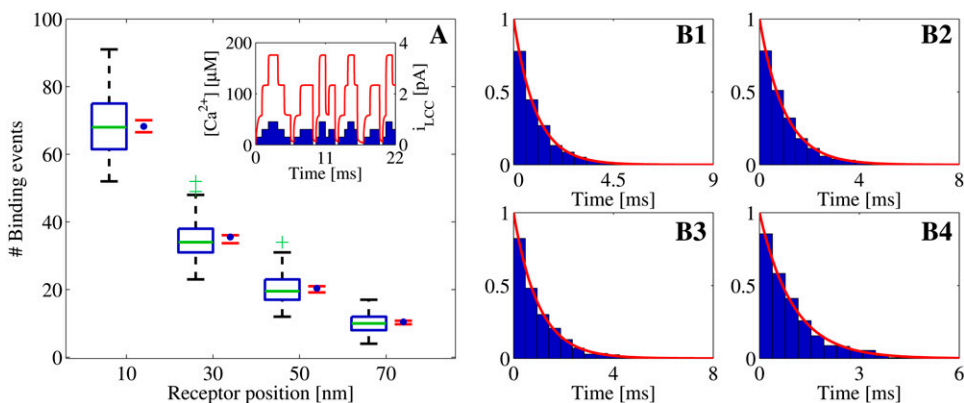 A
# Binding events
100
80
60
40
20
0
10 30 50 70
Receptor position [nm]
[Ca2+] [µM]
200
100
0
4
2
0
iLCC [pA]
0 11 22
Time [ms]
B1
1
0.5
0
0 4.5 9
Time [ms]
B2
1
0.5
0
0 4 8
Time [ms]
B3
1
0.5
0
0 4 8
Time [ms]
B4
1
0.5
0
0 3 6
Time [ms]